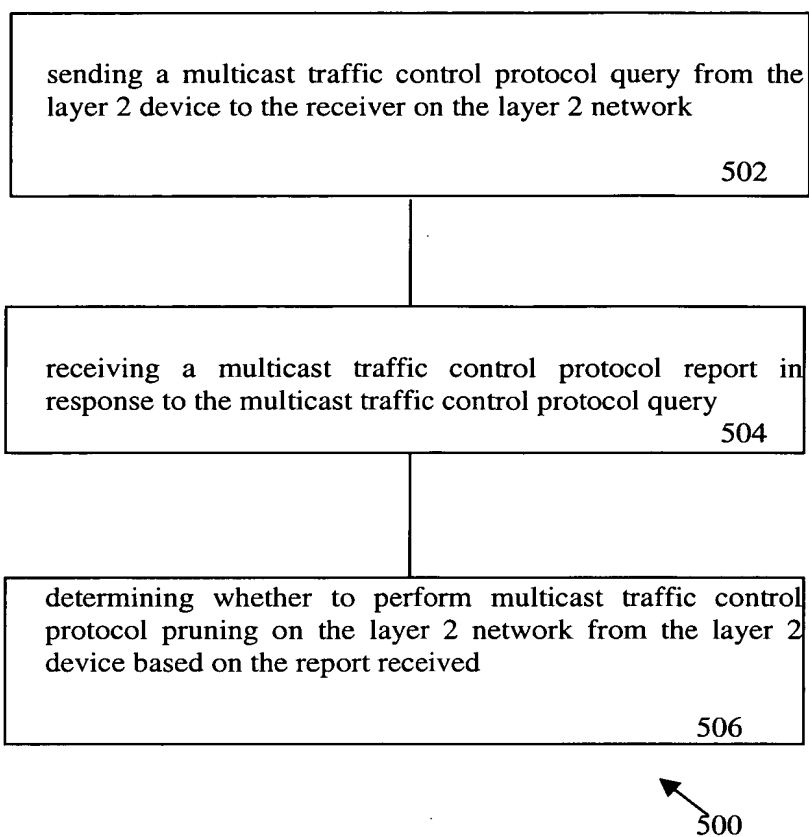 sending a multicast traffic control protocol query from the
layer 2 device to the receiver on the layer 2 network
502
receiving a multicast traffic control protocol report in
response to the multicast traffic control protocol query
504
determining whether to perform multicast traffic control
protocol pruning on the layer 2 network from the layer 2
device based on the report received
506
500